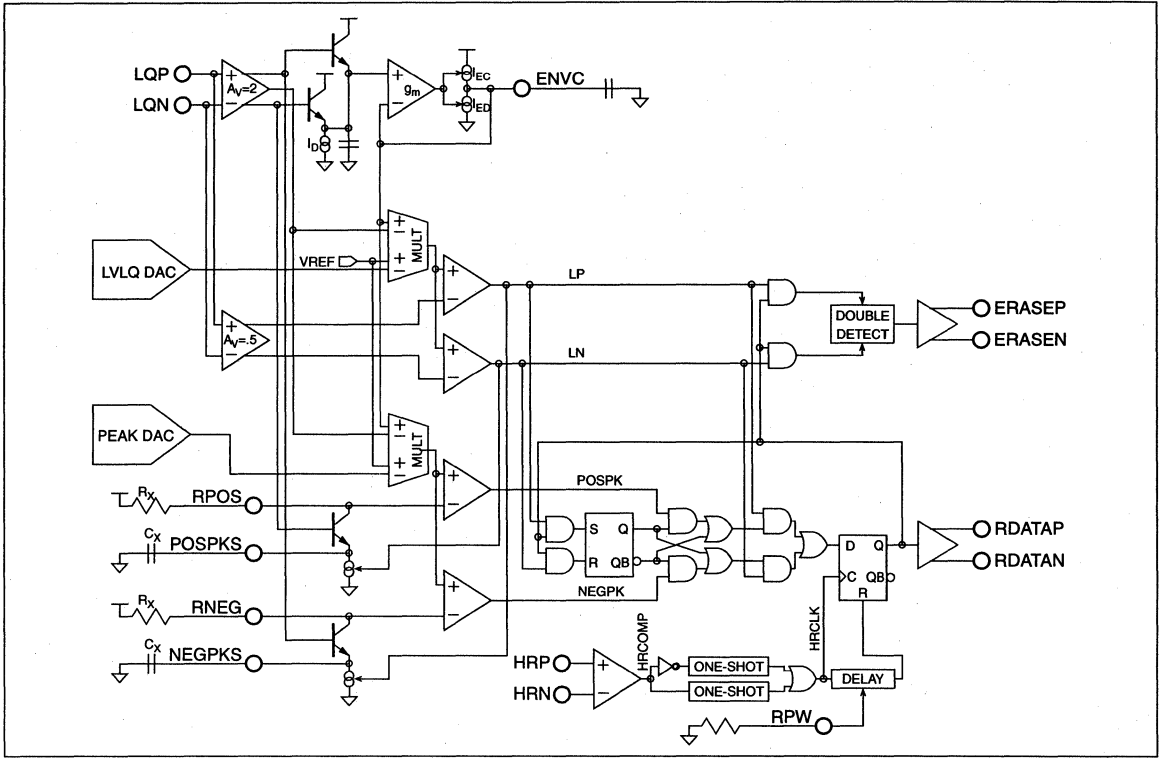 LQP
LQN
+
Av=2
−
+
gm
−
IEC
IED
ENVC
ID
+
−
+
−
MULT
VREF
LVLQ DAC
+
−
LP
+
Av=.5
−
+
−
LN
DOUBLE
DETECT
ERASEP
ERASEN
PEAK DAC
+
−
+
−
MULT
RX
RPOS
+
−
POSPK
CX
POSPKS
S Q
R QB
D Q
C QB
R
RDATAP
RDATAN
NEGPK
RX
RNEG
+
−
CX
NEGPKS
HRP
HRN
+
−
HRCOMP
ONE-SHOT
ONE-SHOT
HRCLK
DELAY
RPW